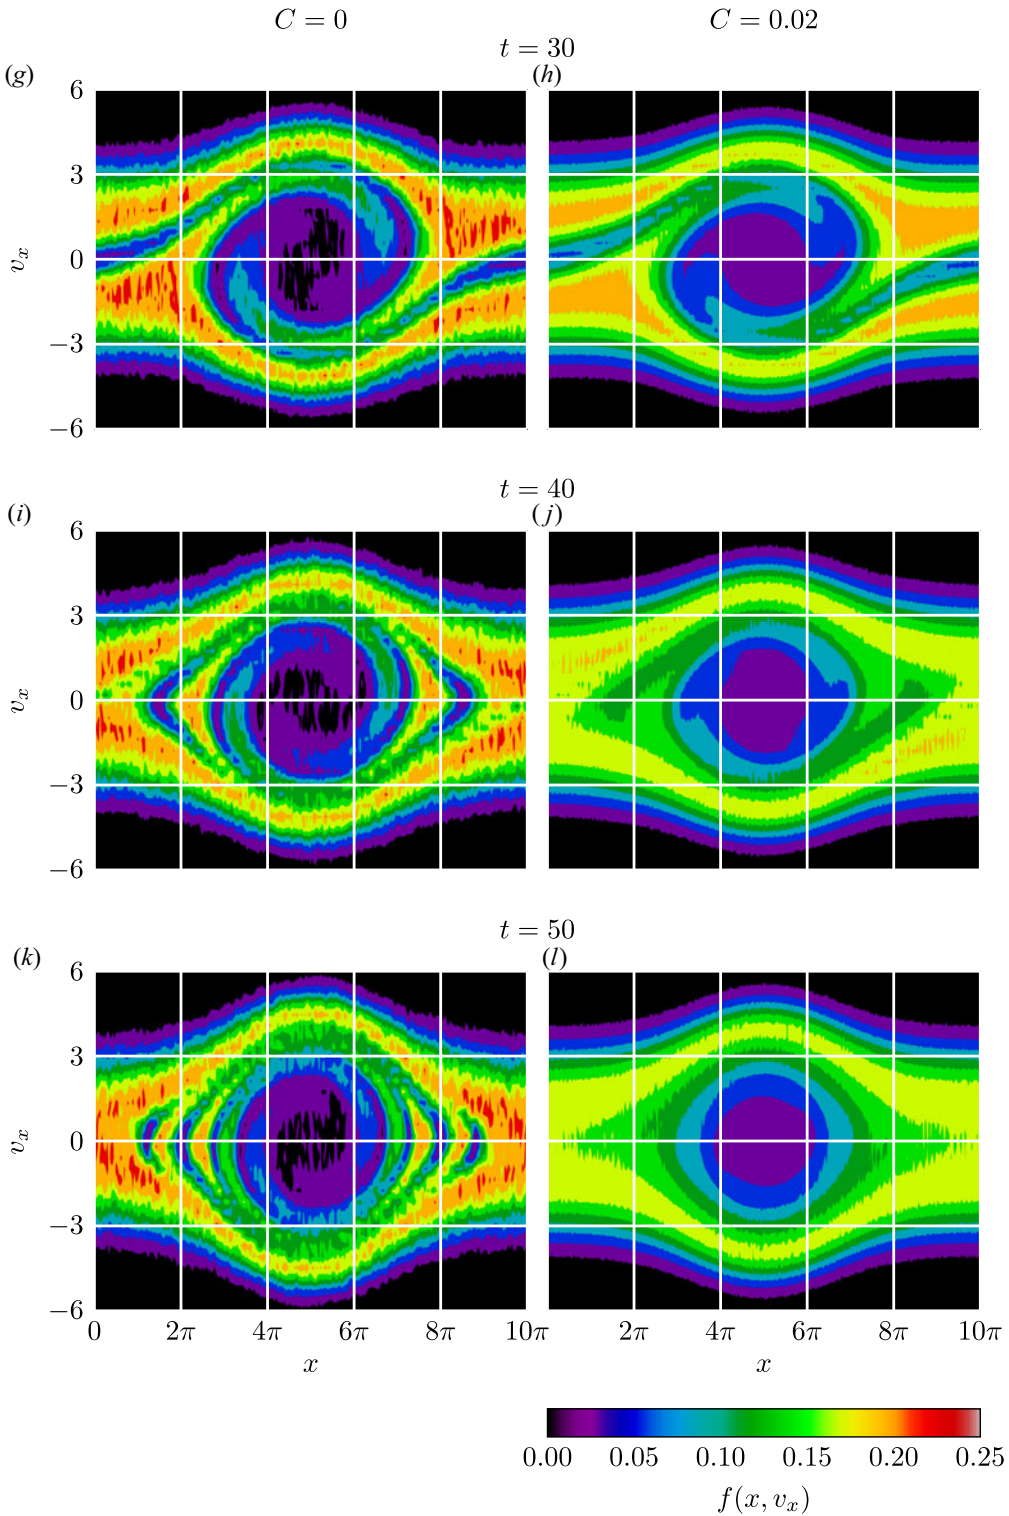 C = 0 C = 0.02
t = 30
(g) (h)
6
3
0
−3
−6
v_x
t = 40
(i) (j)
6
3
0
−3
−6
v_x
t = 50
(k) (l)
6
3
0
−3
−6
v_x
0 2π 4π 6π 8π 10π 2π 4π 6π 8π 10π
x x
0.00 0.05 0.10 0.15 0.20 0.25
f(x, v_x)